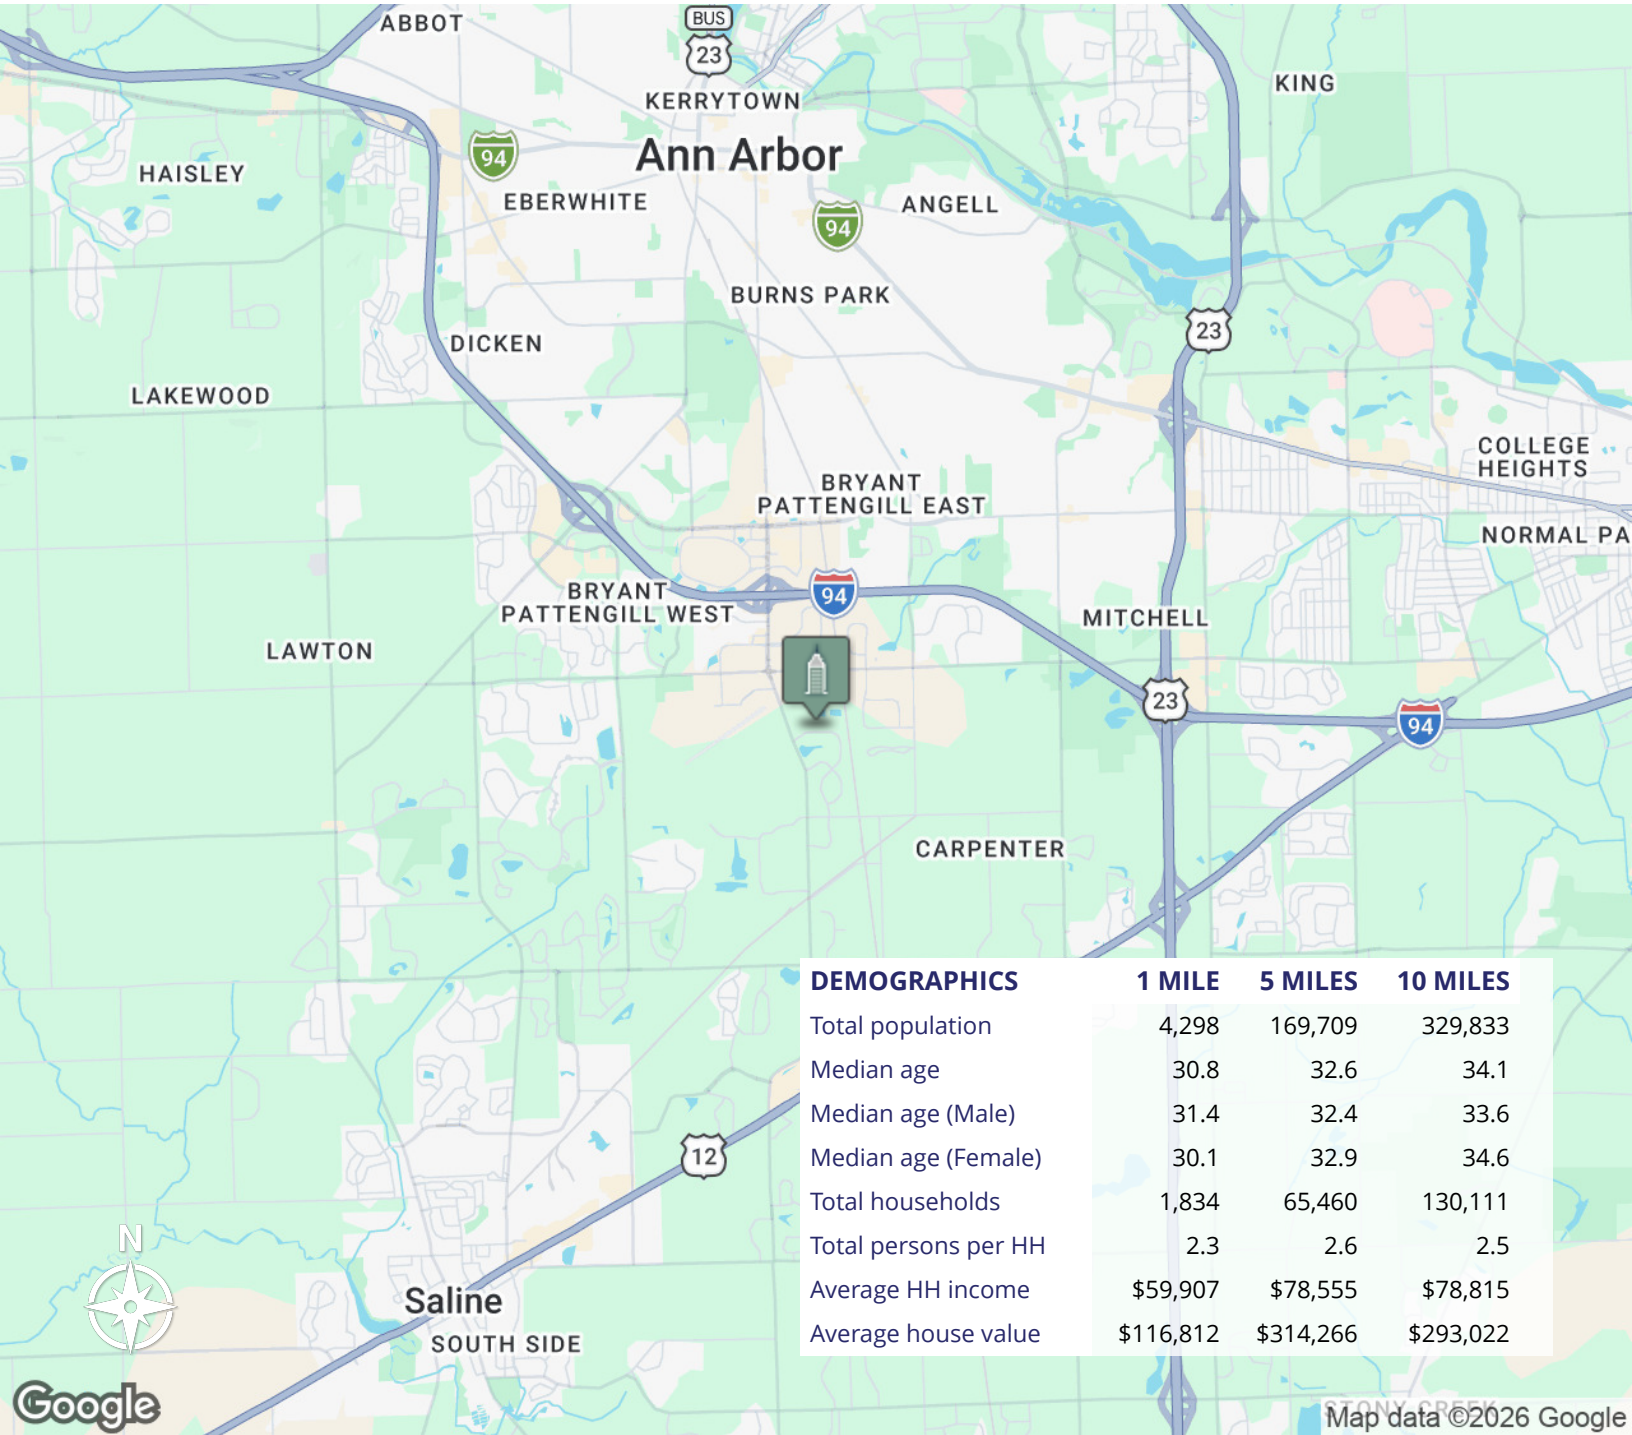 ABBOT
BUS
23
KERRYTOWN
KING
Ann Arbor
94
HAISLEY
EBERWHITE
ANGELL
94
BURNS PARK
23
DICKEN
LAKEWOOD
COLLEGE
HEIGHTS
BRYANT
PATTENGILL EAST
NORMAL PA
BRYANT
PATTENGILL WEST
94
MITCHELL
LAWTON
23
94
CARPENTER
DEMOGRAPHICS 1 MILE 5 MILES 10 MILES
Total population 4,298 169,709 329,833
Median age 30.8 32.6 34.1
Median age (Male) 31.4 32.4 33.6
Median age (Female) 30.1 32.9 34.6
Total households 1,834 65,460 130,111
Total persons per HH 2.3 2.6 2.5
Average HH income $59,907 $78,555 $78,815
Average house value $116,812 $314,266 $293,022
12
N
Saline
SOUTH SIDE
Google
STONY CREEK
Map data ©2026 Google